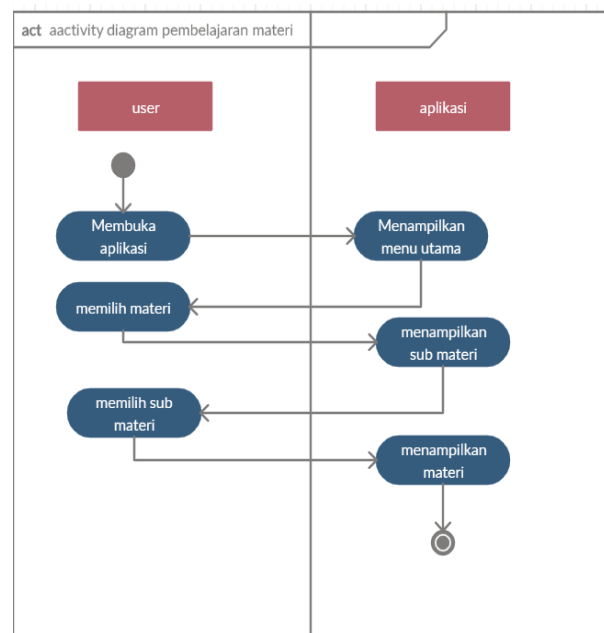 act aactivity diagram pembelajaran materi
user
aplikasi
Membuka
aplikasi
Menampilkan
menu utama
memilih materi
menampilkan
sub materi
memilih sub
materi
menampilkan
materi